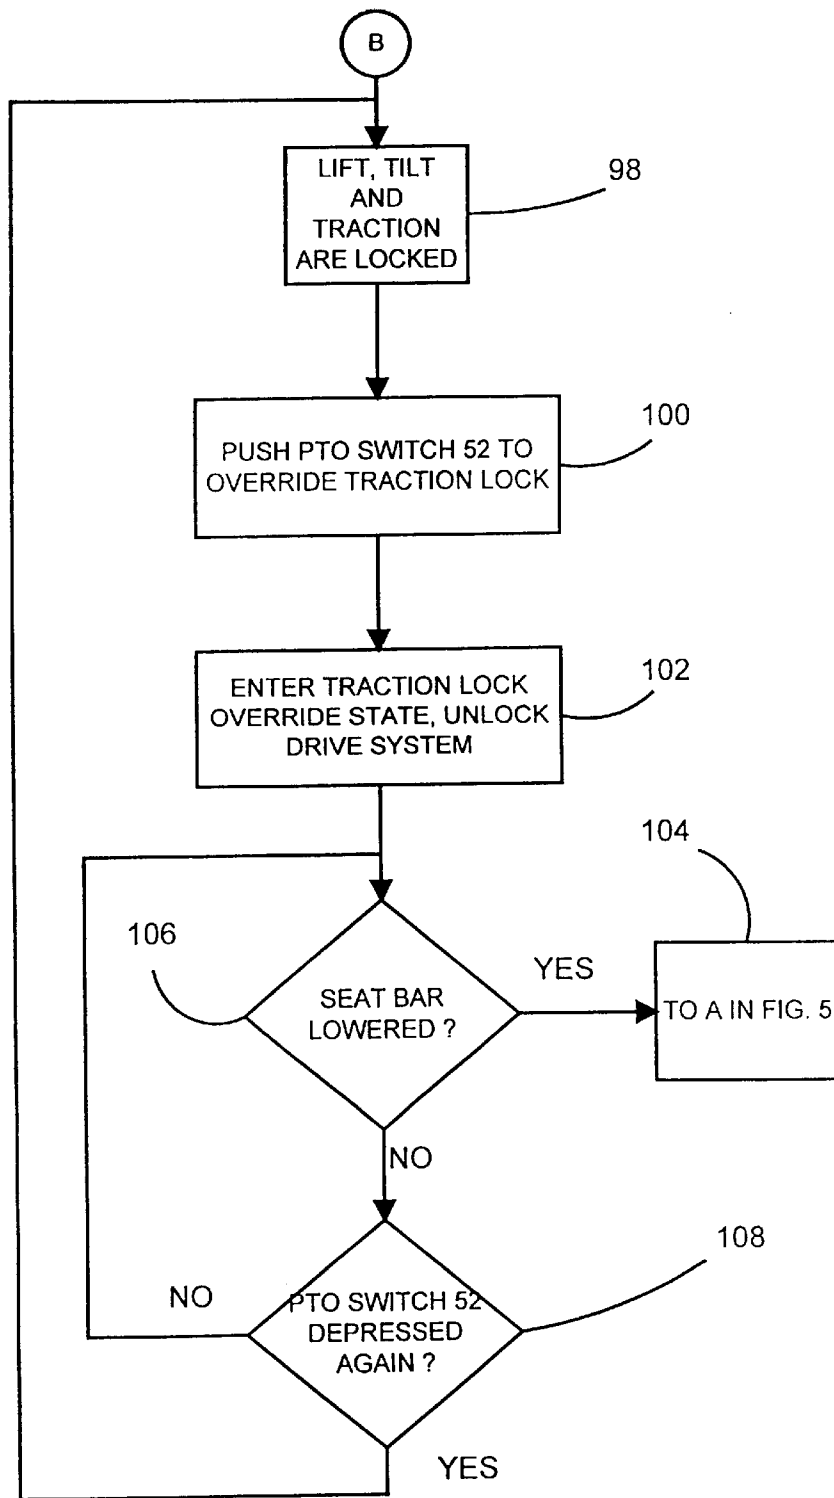 B
LIFT, TILT
AND
TRACTION
ARE LOCKED
98
PUSH PTO SWITCH 52 TO
OVERRIDE TRACTION LOCK
100
ENTER TRACTION LOCK
OVERRIDE STATE, UNLOCK
DRIVE SYSTEM
102
104
106
SEAT BAR
LOWERED ?
YES
TO A IN FIG. 5
NO
108
NO
PTO SWITCH 52
DEPRESSED
AGAIN ?
YES